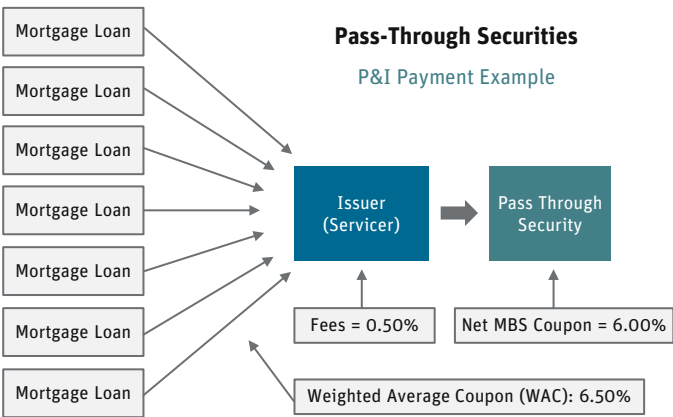 Pass-Through Securities
P&I Payment Example
Mortgage Loan
Mortgage Loan
Mortgage Loan
Mortgage Loan
Mortgage Loan
Mortgage Loan
Mortgage Loan
Issuer
(Servicer)
Pass Through
Security
Fees = 0.50%
Net MBS Coupon = 6.00%
Weighted Average Coupon (WAC): 6.50%